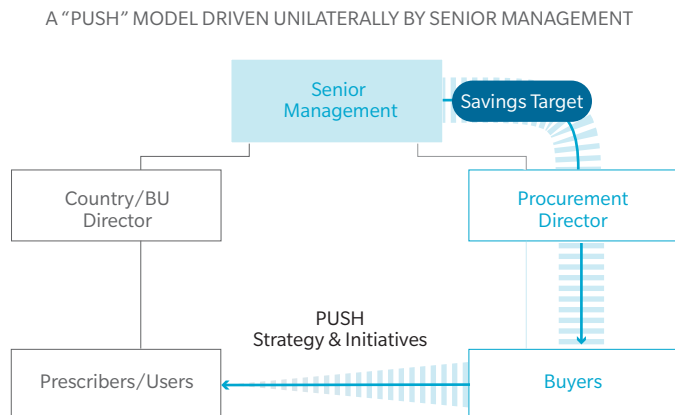 A “PUSH” MODEL DRIVEN UNILATERALLY BY SENIOR MANAGEMENT
Senior
Management
Savings Target
Country/BU
Director
Procurement
Director
PUSH
Strategy & Initiatives
Prescribers/Users
Buyers